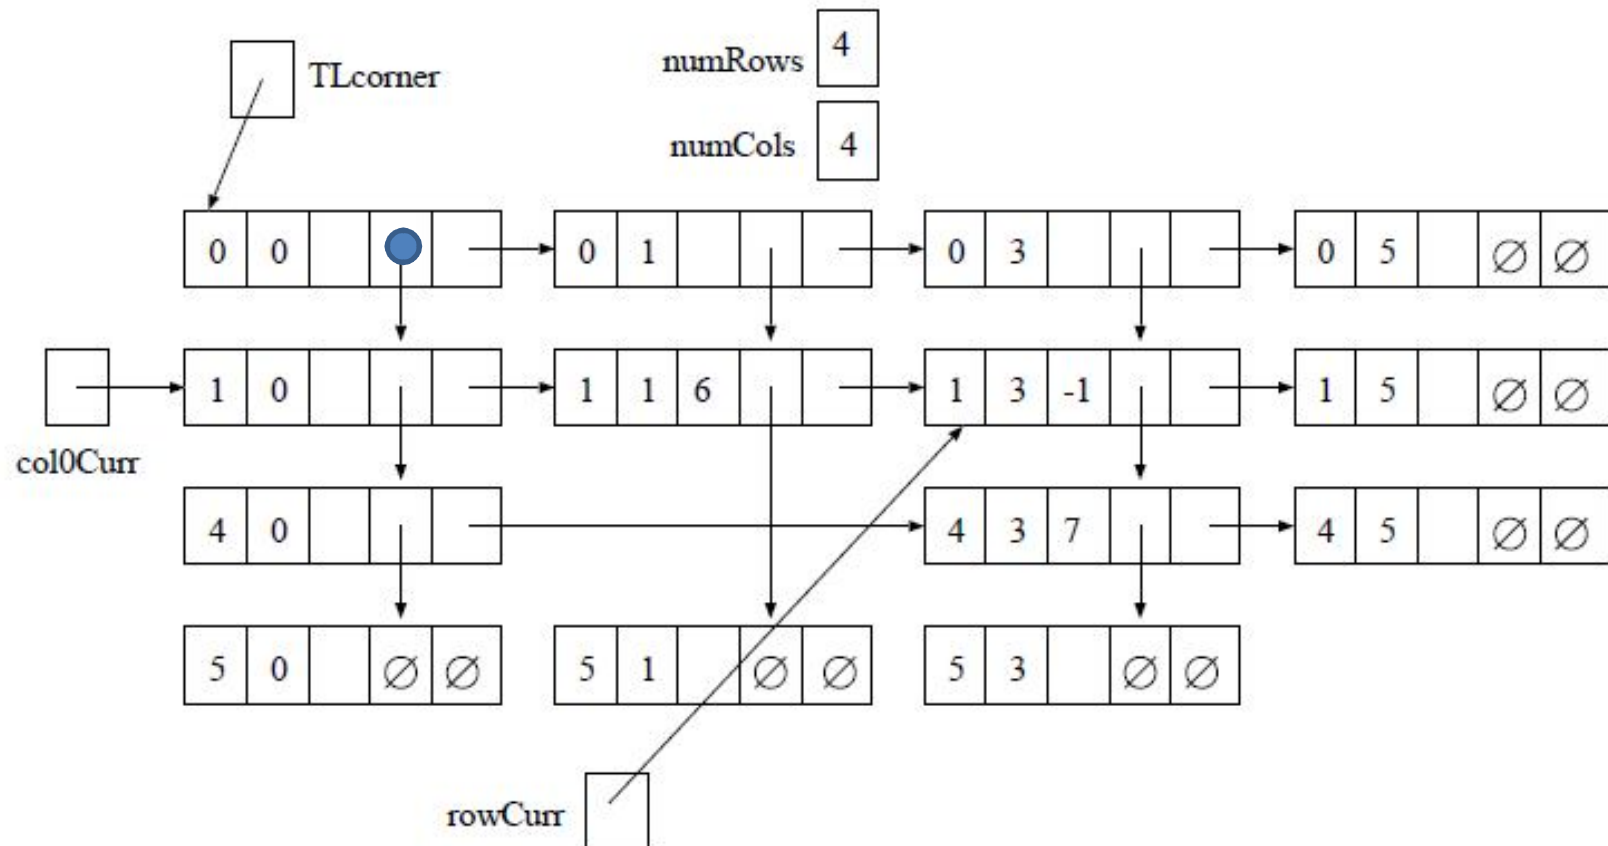 numRows 4
TLcorner
numCols 4
0 0 0 1 0 3 0 5 ∅ ∅
1 0 1 1 6 1 3 -1 1 5 ∅ ∅
col0Curr
4 0 4 3 7 4 5 ∅ ∅
5 0 ∅ ∅ 5 1 ∅ ∅ 5 3 ∅ ∅
rowCurr